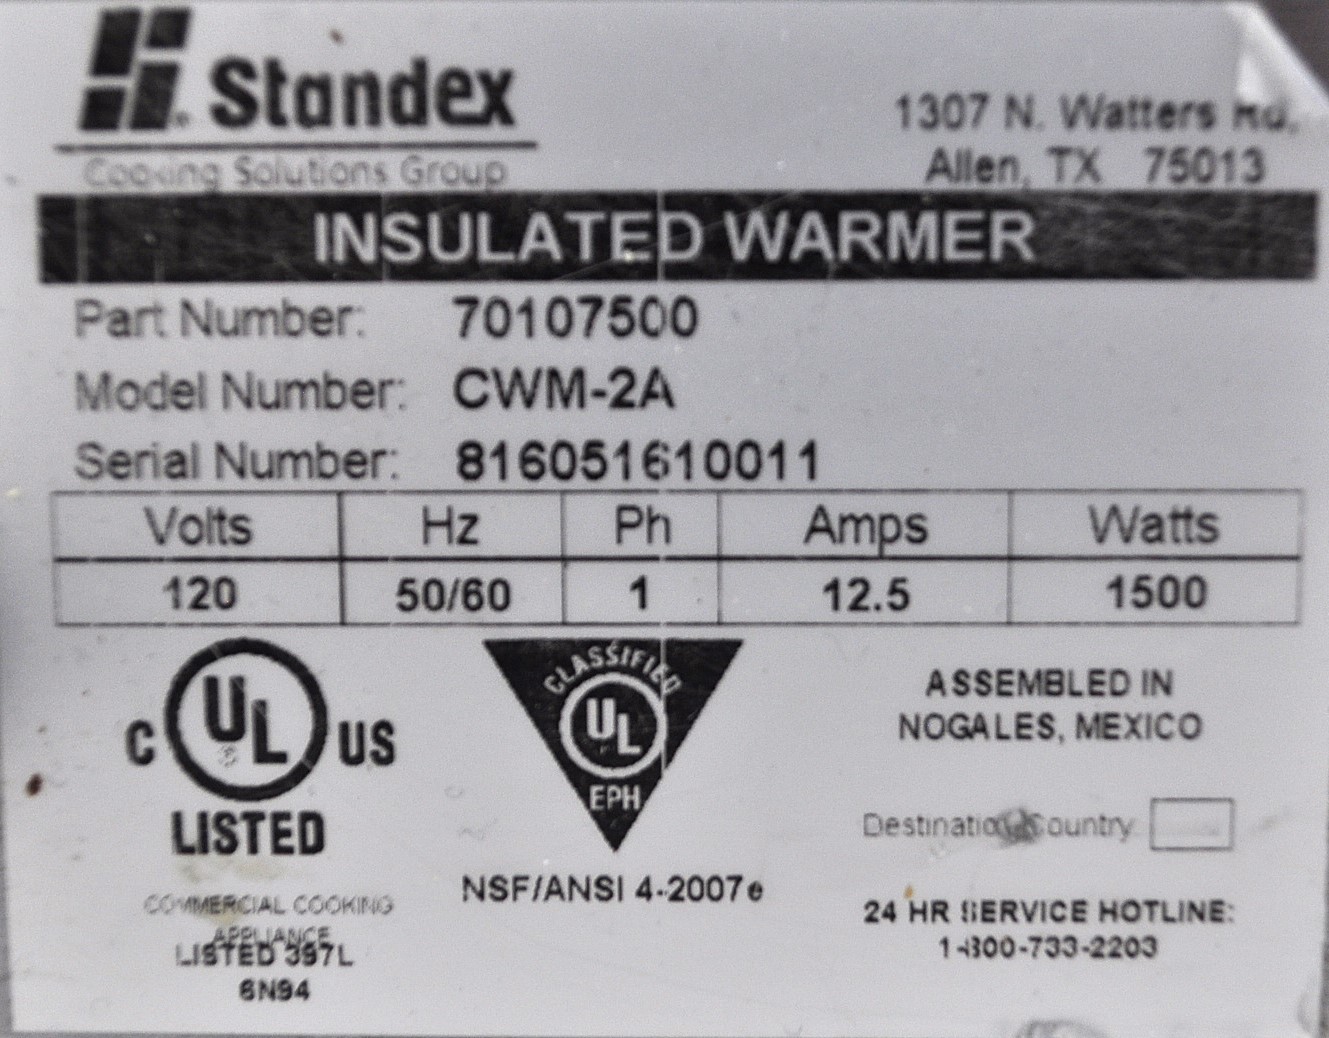 Standex
Cooking Solutions Group
1307 N. Watters Rd,
Allen, TX 75013
INSULATED WARMER
Part Number: 70107500
Model Number: CWM-2A
Serial Number: 816051610011
Volts Hz Ph Amps Watts
120 50/60 1 12.5 1500
C UL US
LISTED
COMMERCIAL COOKING
APPLIANCE
LISTED 397L
6N94
CLASSIFIED
UL
EPH
NSF/ANSI 4-2007e
ASSEMBLED IN
NOGALES, MEXICO
Destination Country
24 HR SERVICE HOTLINE:
1-800-733-2203